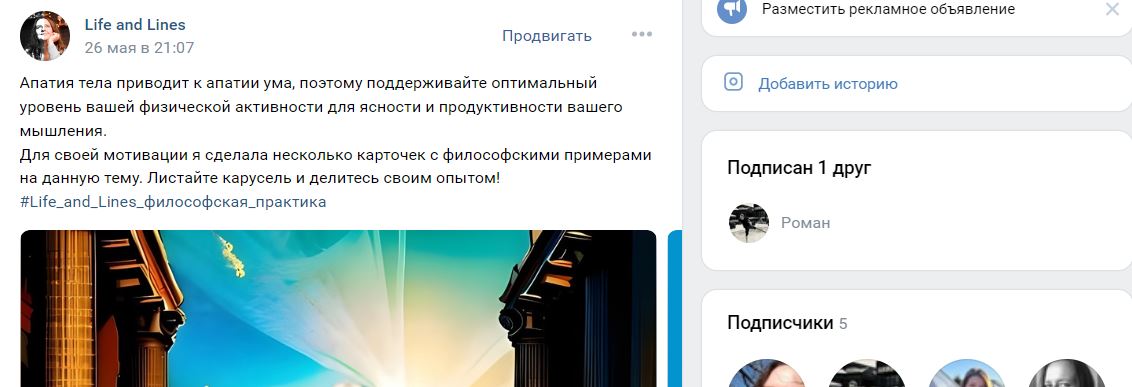 Life and Lines
26 мая в 21:07
Продвигать
Апатия тела приводит к апатии ума, поэтому поддерживайте оптимальный
уровень вашей физической активности для ясности и продуктивности вашего
мышления.
Для своей мотивации я сделала несколько карточек с философскими примерами
на данную тему. Листайте карусель и делитесь своим опытом!
#Life_and_Lines_философская_практика
Разместить рекламное объявление
Добавить историю
Подписан 1 друг
Роман
Подписчики 5